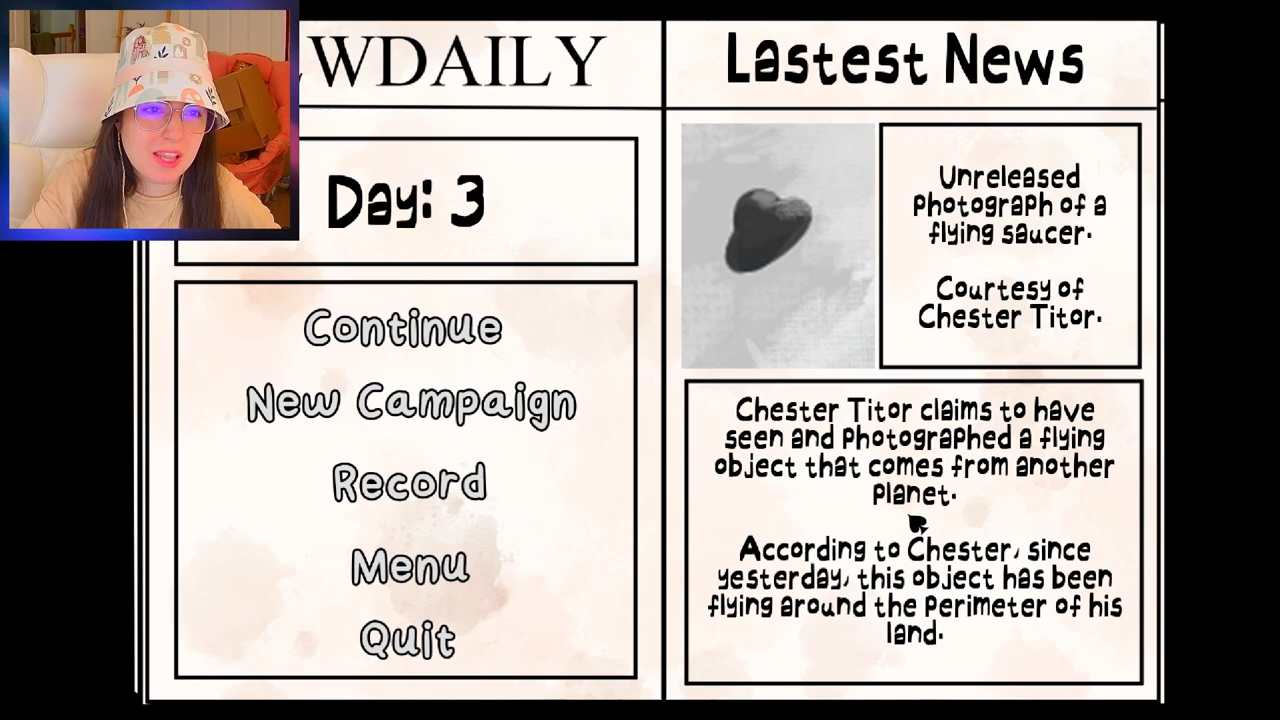 WDAILY
Day: 3
Continue
New Campaign
Record
Menu
Quit
Lastest News
Unreleased
Photograph of a
flying saucer.
Courtesy of
Chester Titor.
Chester Titor claims to have
seen and Photographed a flying
object that comes from another
Planet.
According to Chester, since
yesterday, this object has been
flying around the Perimeter of his
land.